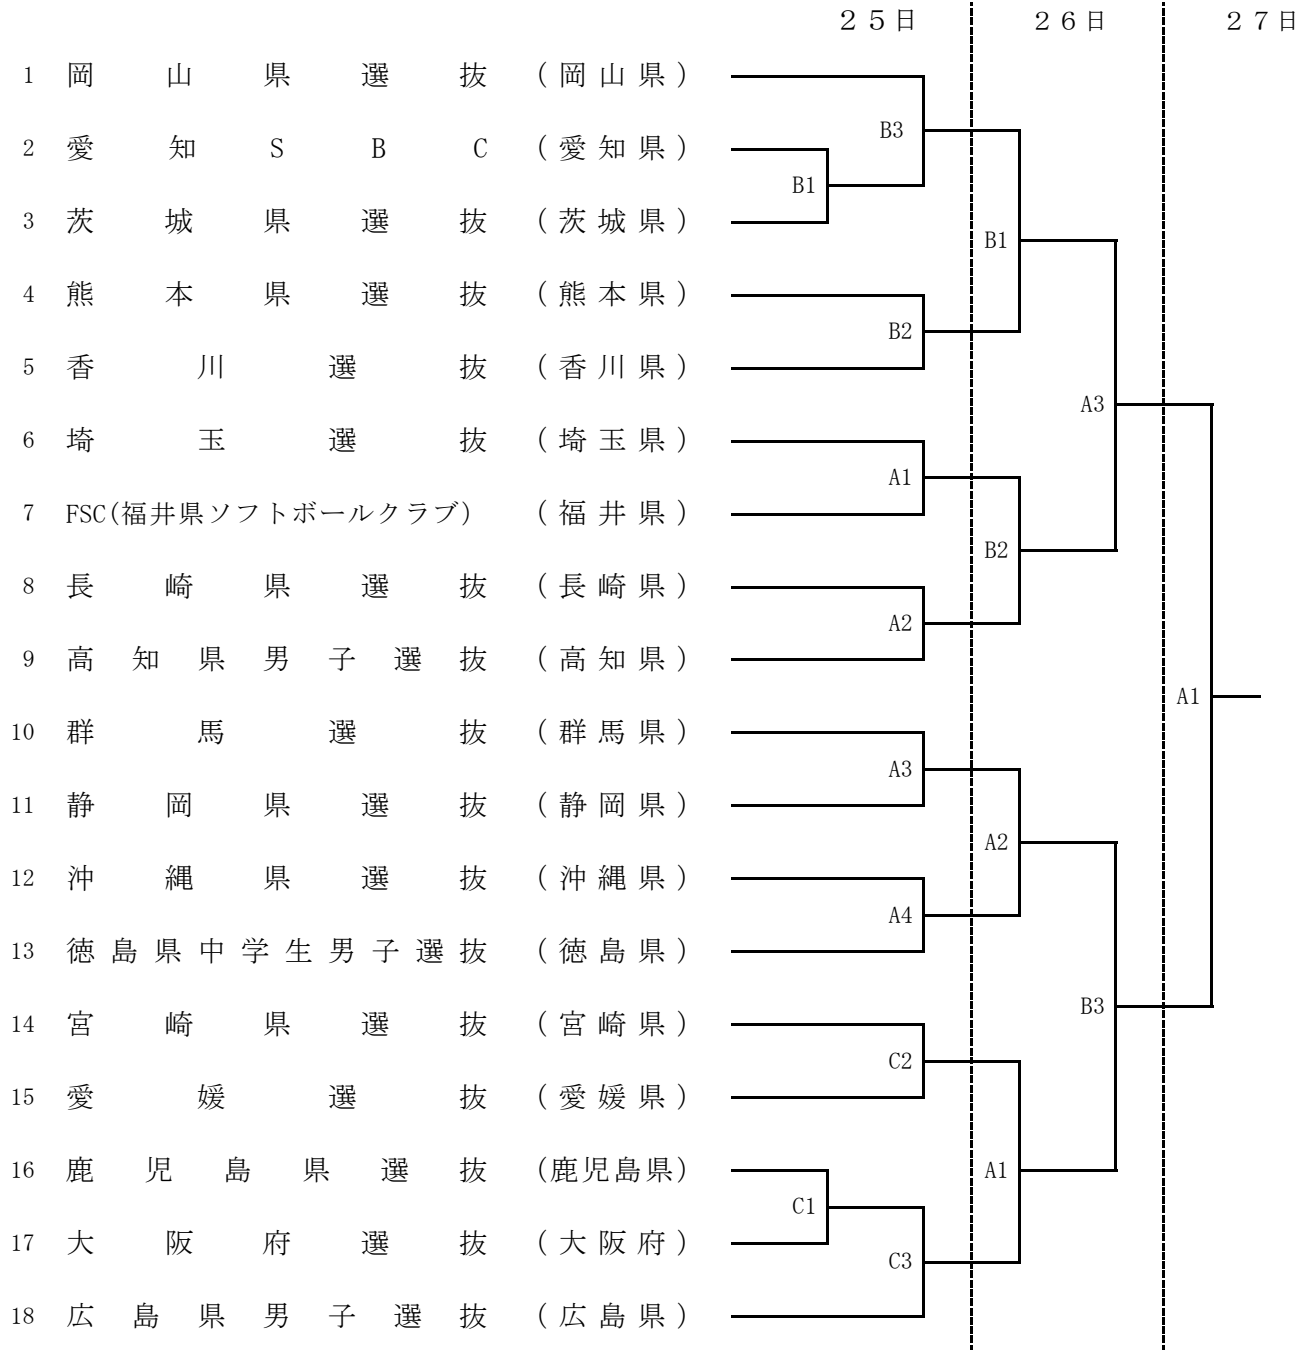 ２５日 ２６日 ２７日
1 岡山県選抜 (岡山県)
B3
2 愛知SBC (愛知県)
B1
3 茨城県選抜 (茨城県)
B1
4 熊本県選抜 (熊本県)
B2
5 香川選抜 (香川県)
A3
6 埼玉選抜 (埼玉県)
A1
7 FSC(福井県ソフトボールクラブ) (福井県)
B2
8 長崎県選抜 (長崎県)
A2
9 高知県男子選抜 (高知県)
A1
10 群馬選抜 (群馬県)
A3
11 静岡県選抜 (静岡県)
A2
12 沖縄県選抜 (沖縄県)
A4
13 徳島県中学生男子選抜 (徳島県)
B3
14 宮崎県選抜 (宮崎県)
C2
15 愛媛選抜 (愛媛県)
16 鹿児島県選抜 (鹿児島県)
A1
C1
17 大阪府選抜 (大阪府)
C3
18 広島県男子選抜 (広島県)